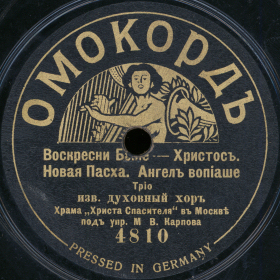 ОМОКОРДЪ
Воскресни Боже — Христосъ.
Новая Пасха. Ангелъ вопіаше
Тріо
изв. духовный хоръ
Храма „Христа Спасителя" въ Москвѣ
подъ упр. М. В. Карпова
4810
PRESSED IN GERMANY